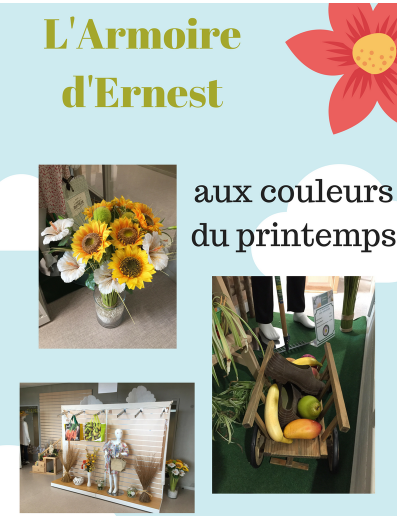 L'Armoire
d'Ernest
aux couleurs
du printemps